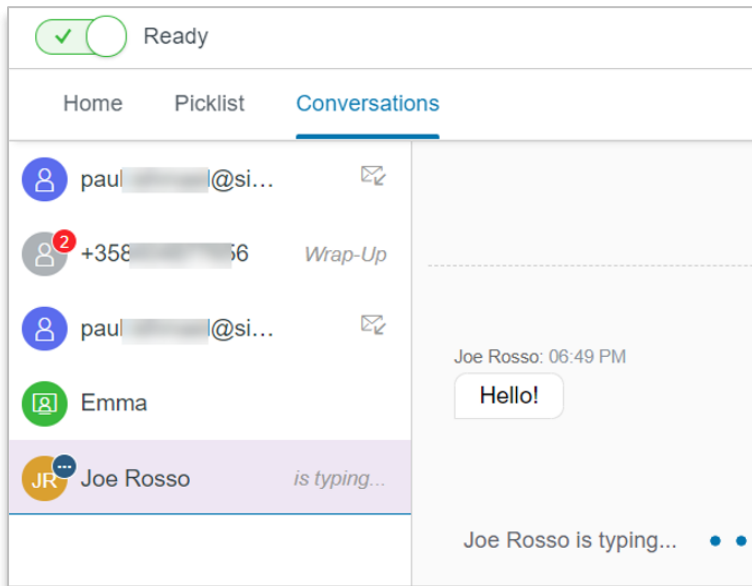 Ready
Home Picklist Conversations
paul @si...
2
+358 56 Wrap-Up
paul @si...
Emma
JR Joe Rosso is typing...
Joe Rosso: 06:49 PM
Hello!
Joe Rosso is typing...